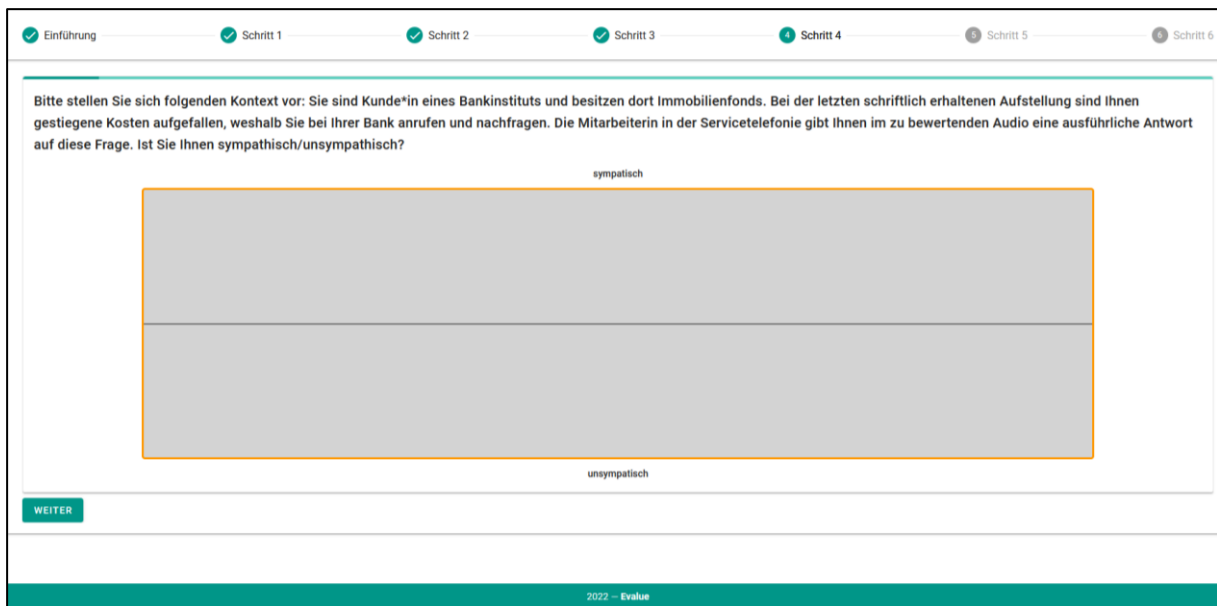 Einführung
Schritt 1
Schritt 2
Schritt 3
4 Schritt 4
5 Schritt 5
6 Schritt 6
Bitte stellen Sie sich folgenden Kontext vor: Sie sind Kunde*in eines Bankinstituts und besitzen dort Immobilienfonds. Bei der letzten schriftlich erhaltenen Aufstellung sind Ihnen
gestiegene Kosten aufgefallen, weshalb Sie bei Ihrer Bank anrufen und nachfragen. Die Mitarbeiterin in der Servicetelefonie gibt Ihnen im zu bewertenden Audio eine ausführliche Antwort
auf diese Frage. Ist Sie Ihnen sympathisch/unsympathisch?
sympatisch
unsympatisch
WEITER
2022 – Evalue